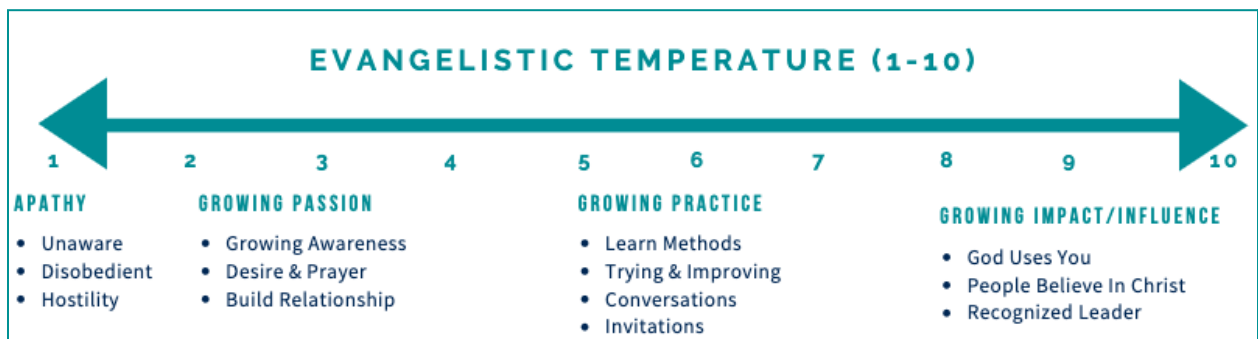 EVANGELISTIC TEMPERATURE (1-10)
1 2 3 4 5 6 7 8 9 10
APATHY
• Unaware
• Disobedient
• Hostility
GROWING PASSION
• Growing Awareness
• Desire & Prayer
• Build Relationship
GROWING PRACTICE
• Learn Methods
• Trying & Improving
• Conversations
• Invitations
GROWING IMPACT/INFLUENCE
• God Uses You
• People Believe In Christ
• Recognized Leader